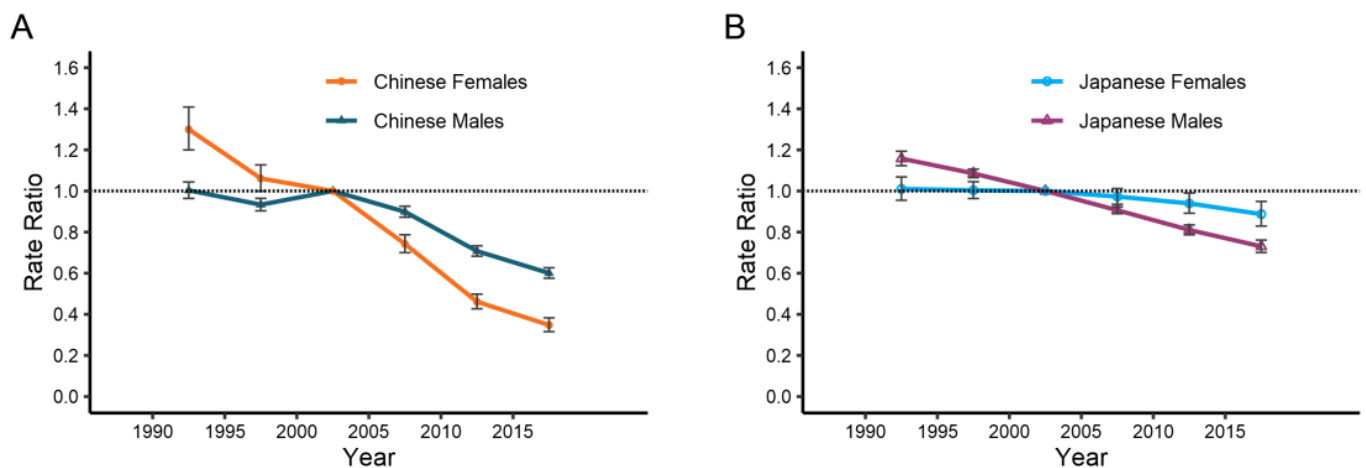 A
Rate Ratio
1.6
1.4
1.2
1.0
0.8
0.6
0.4
0.2
0.0
Chinese Females
Chinese Males
1990 1995 2000 2005 2010 2015
Year
B
Rate Ratio
1.6
1.4
1.2
1.0
0.8
0.6
0.4
0.2
0.0
Japanese Females
Japanese Males
1990 1995 2000 2005 2010 2015
Year